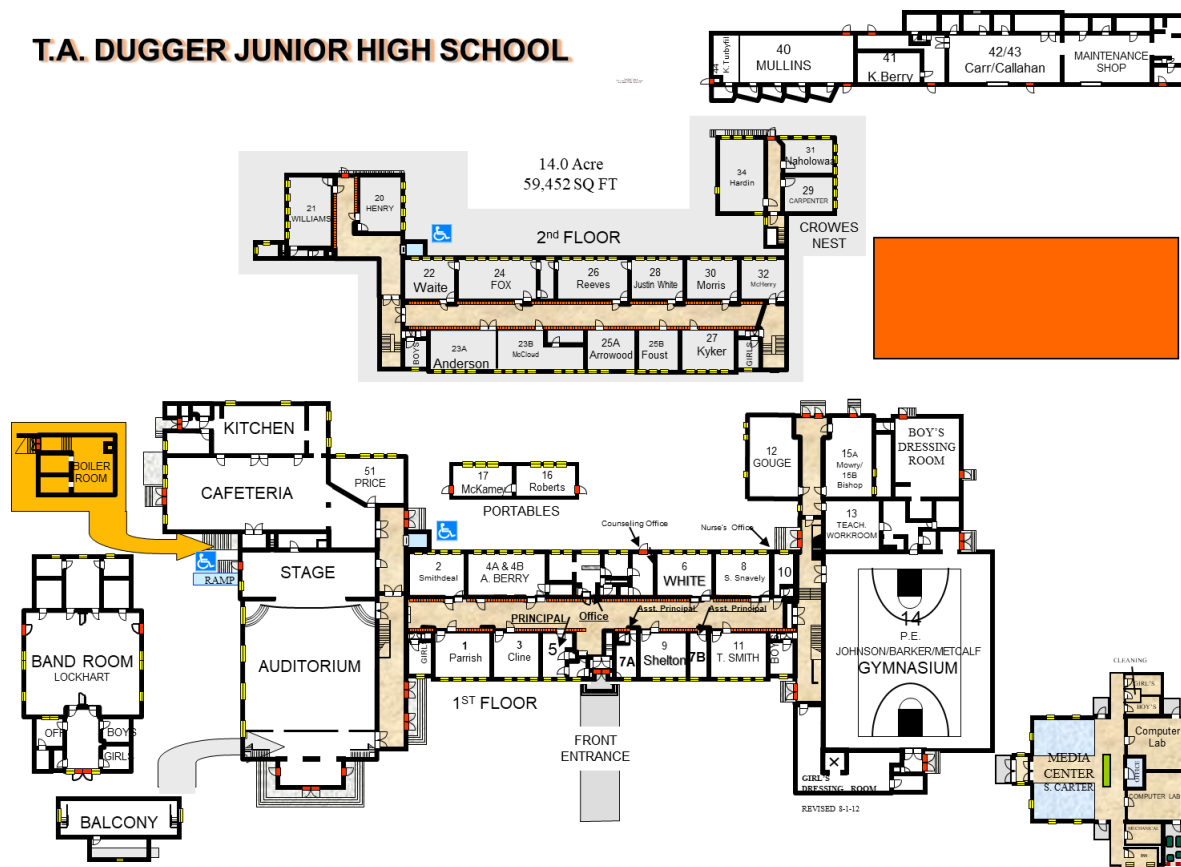 T.A. DUGGER JUNIOR HIGH SCHOOL
44
K.Turbyfil
40
MULLINS
41
K.Berry
42/43
Carr/Callahan
MAINTENANCE
SHOP
14.0 Acre
59,452 SQ FT
34
Hardin
31
Naholowaa
29
CARPENTER
CROWES
NEST
21
WILLIAMS
20
HENRY
2nd FLOOR
22
Waite
24
FOX
26
Reeves
28
Justin White
30
Morris
32
McHenry
BOYS
23A
Anderson
23B
McCloud
25A
Arrowood
25B
Foust
27
Kyker
GIRLS
BOILER
ROOM
KITCHEN
CAFETERIA
51
PRICE
17
McKamey
16
Roberts
PORTABLES
12
GOUGE
15A
Mowry/
15B
Bishop
BOY'S
DRESSING
ROOM
13
TEACH.
WORKROOM
Counseling Office
Nurse's Office
RAMP
STAGE
2
Smithdeal
4A & 4B
A. BERRY
6
WHITE
8
S. Snavely
10
PRINCIPAL
Office
Asst. Principal
Asst. Principal
GIRLS
1
Parrish
3
Cline
5
7A
9
Shelton
7B
11
T. SMITH
BOYS
14
P.E.
JOHNSON/BARKER/METCALF
GYMNASIUM
BAND ROOM
LOCKHART
OFF
BOYS
GIRLS
AUDITORIUM
1ST FLOOR
FRONT
ENTRANCE
GIRL'S
DRESSING ROOM
REVISED 8-1-12
BALCONY
CLEANING
GIRL'S
BOY'S
Computer
Lab
MEDIA
CENTER
S. CARTER
OFFICE
COMPUTER LAB
MECHANICAL